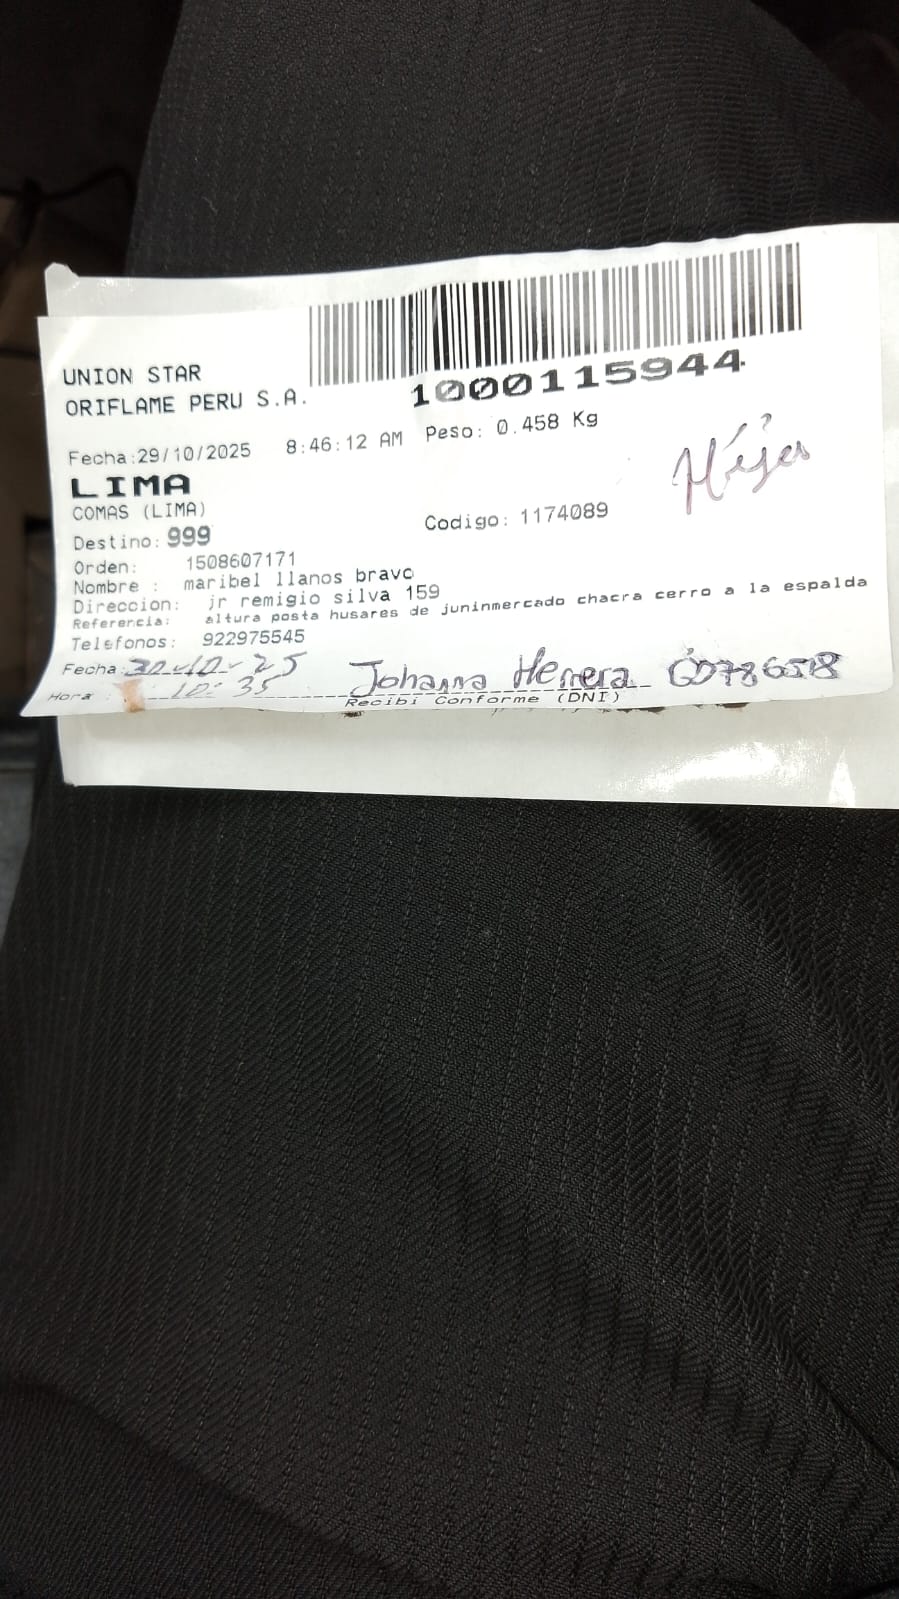 UNION STAR
ORIFLAME PERU S.A.
1000115944
Fecha:29/10/2025 8:46:12 AM Peso: 0.458 Kg
LIMA
COMAS (LIMA)
Codigo: 1174089
Destino: 999
Orden: 1508607171
Nombre : maribel llanos bravo
Direccion: jr remigio silva 159
Referencia: altura posta husares de juninmercado chacra cerro a la espalda
Telefonos: 922975545
Fecha: 30-10-25 Johanna Herrera
Hora : 10:35
Recibi Conforme (DNI)